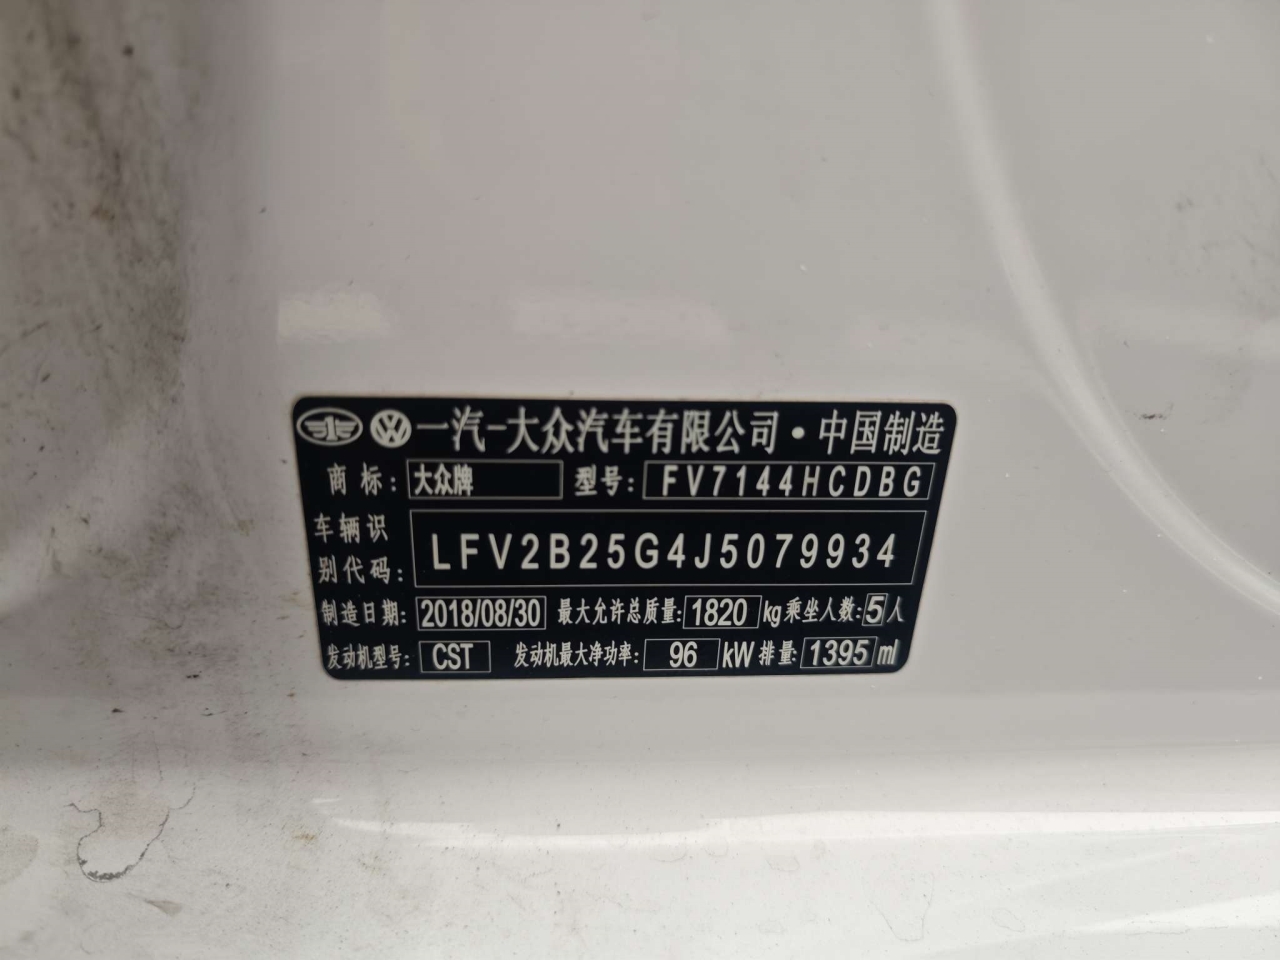 一汽-大众汽车有限公司·中国制造
商标: 大众牌 型号: FV7144HCDBG
车辆识
别代码: LFV2B25G4J5079934
制造日期: 2018/08/30 最大允许总质量: 1820 kg 乘坐人数: 5 人
发动机型号: CST 发动机最大净功率: 96 kW 排量: 1395 ml